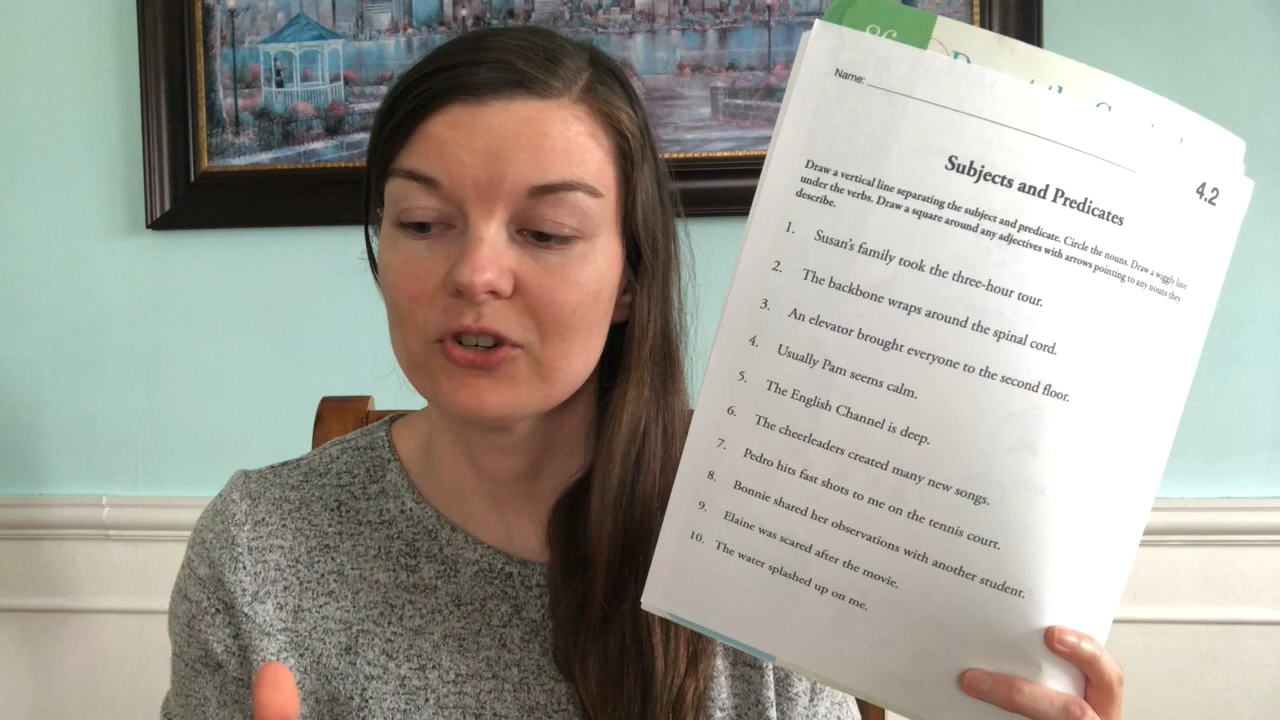 86
Name:
Subjects and Predicates
4.2
Draw a vertical line separating the subject and predicate. Circle the nouns. Draw a wiggly line
under the verbs. Draw a square around any adjectives with arrows pointing to any nouns they
describe.
1. Susan's family took the three-hour tour.
2. The backbone wraps around the spinal cord.
3. An elevator brought everyone to the second floor.
4. Usually Pam seems calm.
5. The English Channel is deep.
6. The cheerleaders created many new songs.
7. Pedro hits fast shots to me on the tennis court.
8. Bonnie shared her observations with another student.
9. Elaine was scared after the movie.
10. The water splashed up on me.